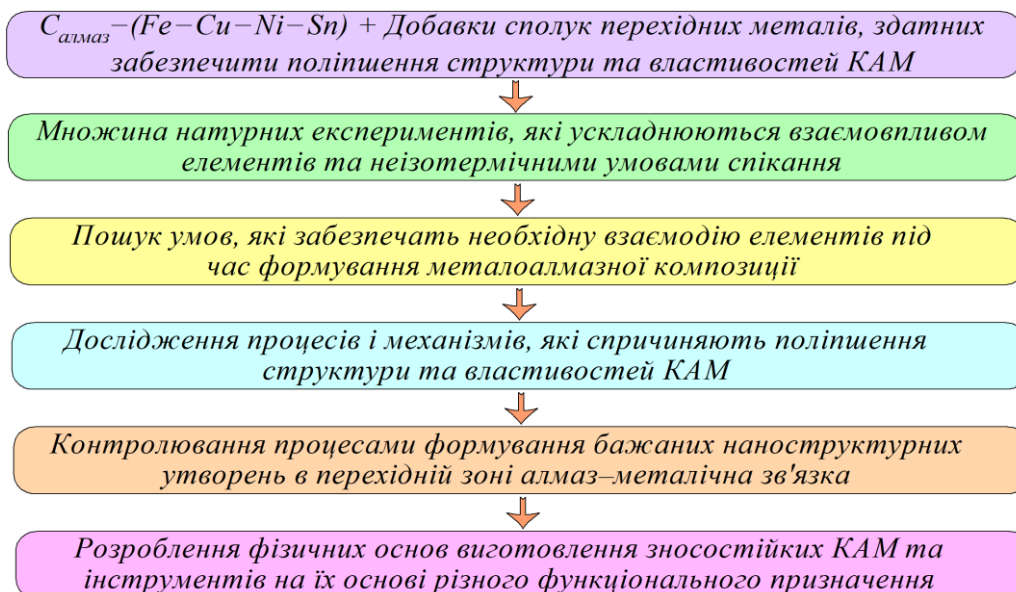 Cалмаз–(Fe–Cu–Ni–Sn) + Добавки сполук перехідних металів, здатних
забезпечити поліпшення структури та властивостей КАМ
Множина натурних експериментів, які ускладнюються взаємовпливом
елементів та неізотермічними умовами спікання
Пошук умов, які забезпечать необхідну взаємодію елементів під
час формування металоалмазної композиції
Дослідження процесів і механізмів, які спричиняють поліпшення
структури та властивостей КАМ
Контролювання процесами формування бажаних наноструктурних
утворень в перехідній зоні алмаз–металічна зв'язка
Розроблення фізичних основ виготовлення зносостійких КАМ та
інструментів на їх основі різного функціонального призначення